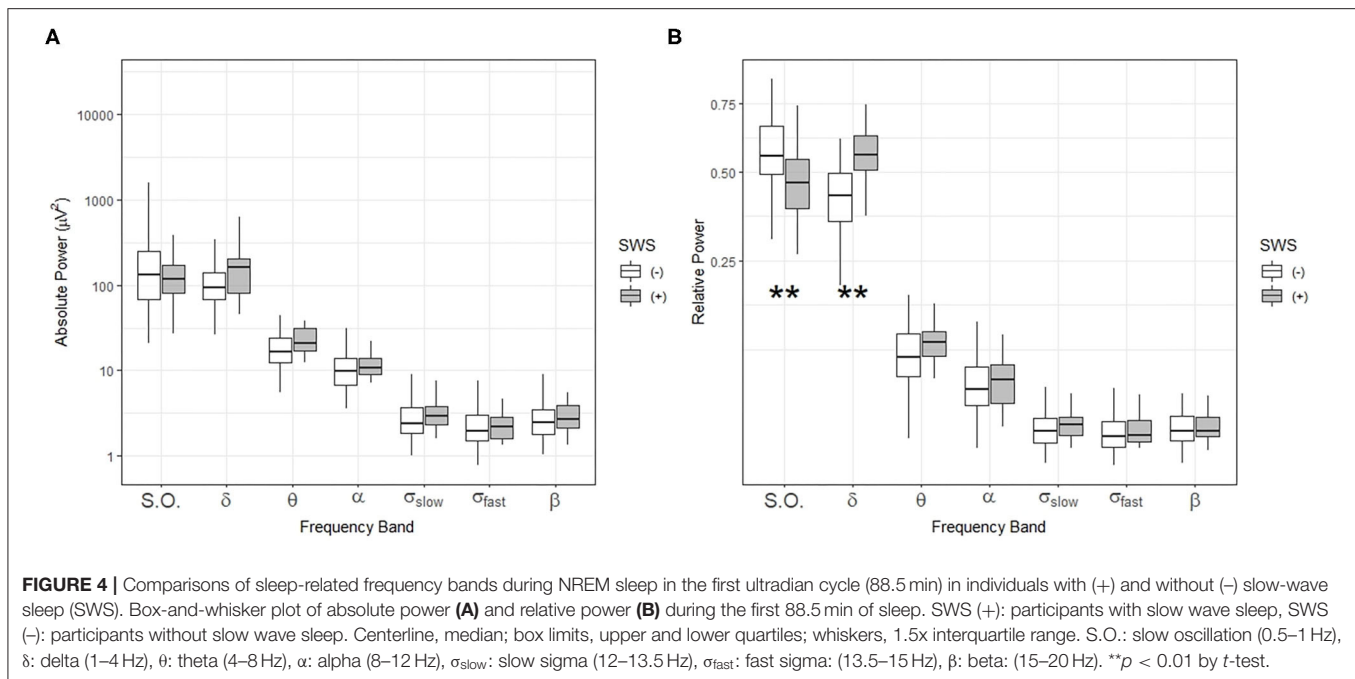 A
B
10000
1000
100
10
1
Absolute Power (μV²)
S.O. δ θ α σslow σfast β
Frequency Band
SWS
(-)
(+)
0.75
0.50
0.25
Relative Power
** **
S.O. δ θ α σslow σfast β
Frequency Band
SWS
(-)
(+)
FIGURE 4 | Comparisons of sleep-related frequency bands during NREM sleep in the first ultradian cycle (88.5 min) in individuals with (+) and without (–) slow-wave
sleep (SWS). Box-and-whisker plot of absolute power (A) and relative power (B) during the first 88.5 min of sleep. SWS (+): participants with slow wave sleep, SWS
(–): participants without slow wave sleep. Centerline, median; box limits, upper and lower quartiles; whiskers, 1.5x interquartile range. S.O.: slow oscillation (0.5–1 Hz),
δ: delta (1–4 Hz), θ: theta (4–8 Hz), α: alpha (8–12 Hz), σslow: slow sigma (12–13.5 Hz), σfast: fast sigma: (13.5–15 Hz), β: beta: (15–20 Hz). **p < 0.01 by t-test.